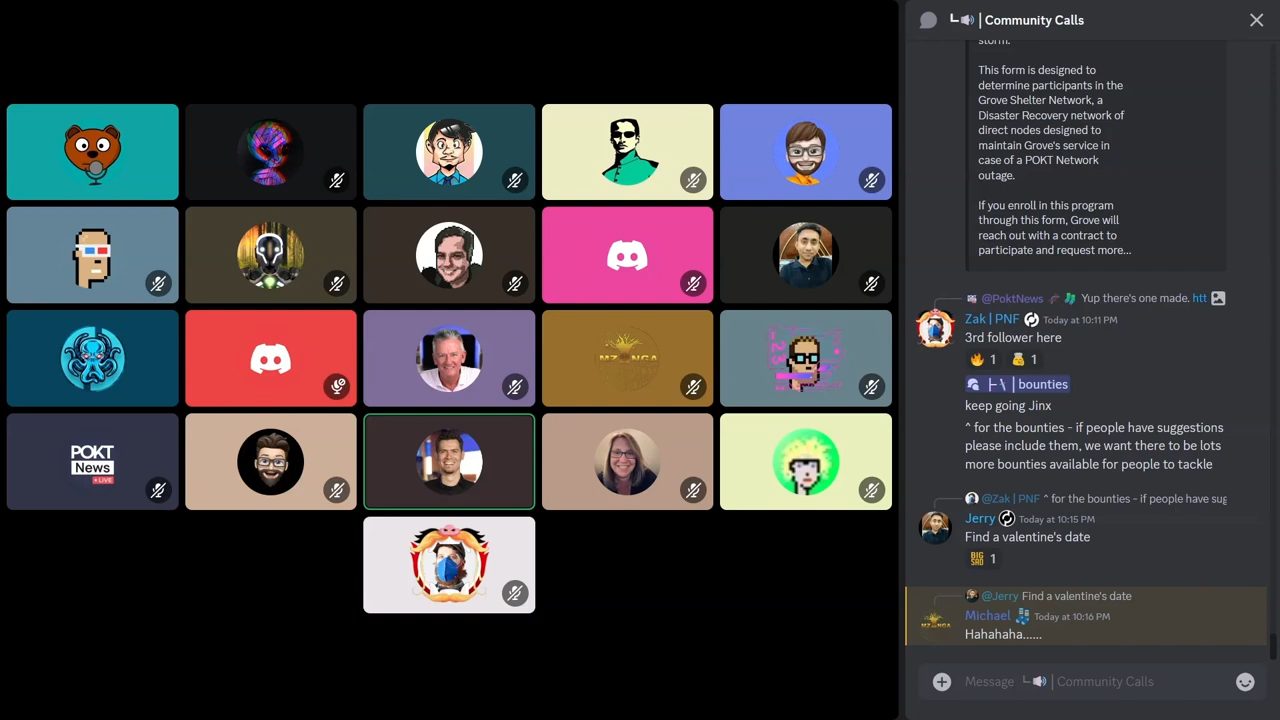 Community Calls
storm.
This form is designed to
determine participants in the
Grove Shelter Network, a
Disaster Recovery network of
direct nodes designed to
maintain Grove's service in
case of a POKT Network
outage.
If you enroll in this program
through this form, Grove will
reach out with a contract to
participate and request more...
@PoktNews Yup there's one made. htt
Zak | PNF Today at 10:11 PM
3rd follower here
1 1
bounties
keep going Jinx
^ for the bounties - if people have suggestions
please include them, we want there to be lots
more bounties available for people to tackle
@Zak | PNF ^ for the bounties - if people have sug
Jerry Today at 10:15 PM
Find a valentine's date
BIG SAD 1
@Jerry Find a valentine's date
Michael Today at 10:16 PM
Hahahaha......
Message Community Calls
POKT
News
LIVE